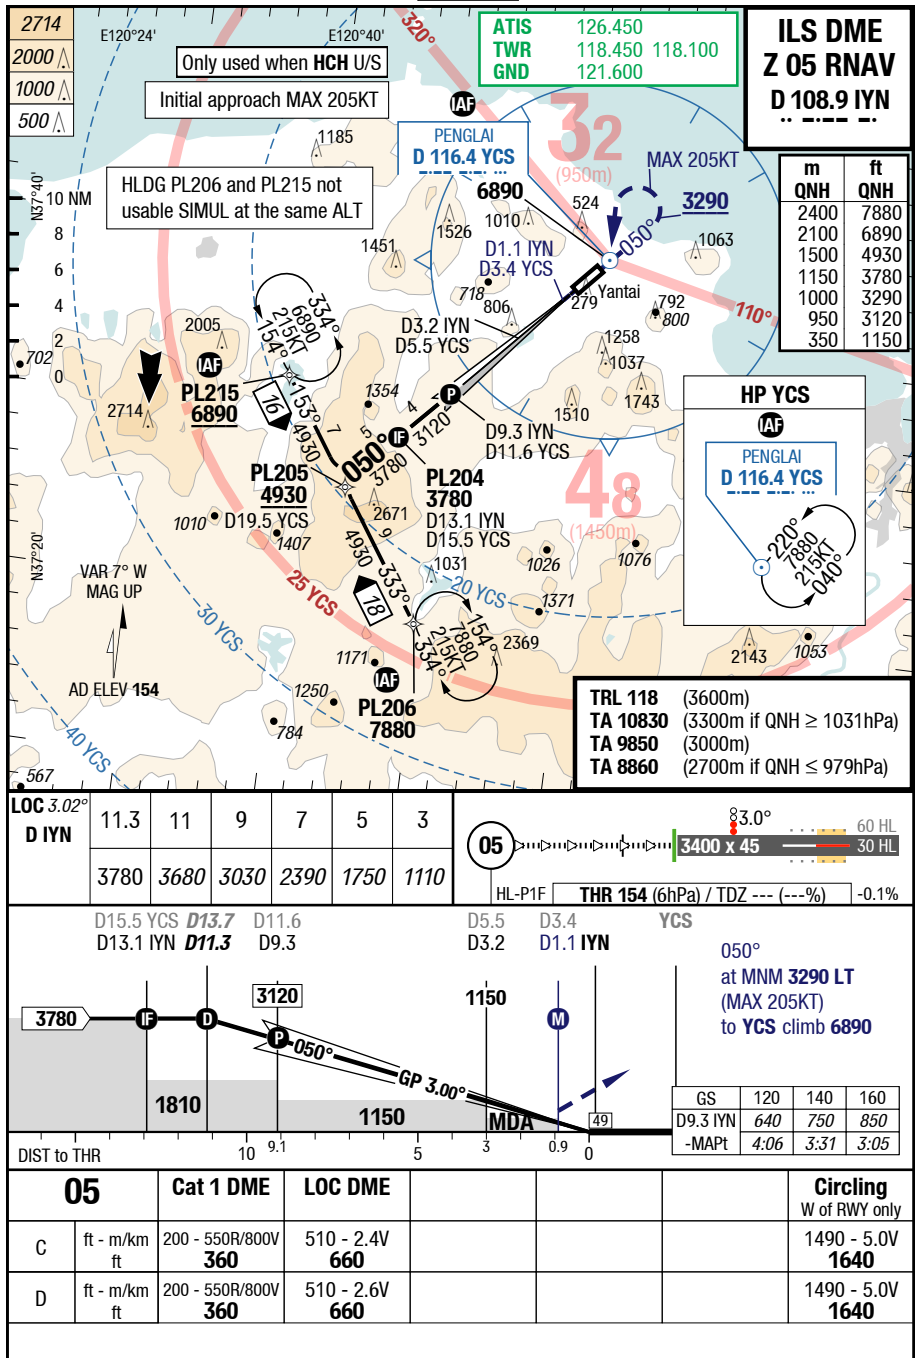 2714
2000
1000
500
E120°24'
E120°40'
Only used when HCH U/S
Initial approach MAX 205KT
HLDG PL206 and PL215 not
usable SIMUL at the same ALT
ATIS 126.450
TWR 118.450 118.100
GND 121.600
ILS DME
Z 05 RNAV
D 108.9 IYN
m ft
QNH QNH
2400 7880
2100 6890
1500 4930
1150 3780
1000 3290
950 3120
350 1150
320°
IAF
PENGLAI
D 116.4 YCS
6890
32
(950m)
MAX 205KT
3290
050°
1185
N37°40'
10 NM
8
6
4
2
0
1451
1526
1010
524
1063
D1.1 IYN
D3.4 YCS
718
806
279
Yantai
792
800
110°
D3.2 IYN
D5.5 YCS
1258
1037
1743
1510
334°
6890
215KT
154°
2005
702
IAF
PL215
6890
2714
16
153°
7
4930
1354
5
4
P
IF
050°
3780
3120
D9.3 IYN
D11.6 YCS
PL205
4930
D19.5 YCS
PL204
3780
D13.1 IYN
D15.5 YCS
48
(1450m)
HP YCS
IAF
PENGLAI
D 116.4 YCS
220°
7880
215KT
040°
1010
1407
2671
9
4930
333°
18
1031
1026
1076
1371
N37°20'
VAR 7° W
MAG UP
25 YCS
20 YCS
30 YCS
40 YCS
154°
7880
215KT
334°
2369
2143
1053
AD ELEV 154
1171
IAF
PL206
7880
1250
784
567
TRL 118 (3600m)
TA 10830 (3300m if QNH ≥ 1031hPa)
TA 9850 (3000m)
TA 8860 (2700m if QNH ≤ 979hPa)
LOC 3.02°
D IYN
11.3 11 9 7 5 3
3780 3680 3030 2390 1750 1110
05
3.0°
3400 x 45
60 HL
30 HL
HL-P1F
THR 154 (6hPa) / TDZ --- (---%)
-0.1%
D15.5 YCS D13.7 D11.6 D5.5 D3.4 YCS
D13.1 IYN D11.3 D9.3 D3.2 D1.1 IYN
050°
at MNM 3290 LT
(MAX 205KT)
to YCS climb 6890
3780
IF
D
3120
P
050°
GP 3.00°
1150
M
1810
1150
MDA
49
DIST to THR 10 9.1 5 3 0.9 0
GS 120 140 160
D9.3 IYN 640 750 850
-MAPt 4:06 3:31 3:05
05 Cat 1 DME LOC DME Circling
W of RWY only
C ft - m/km 200 - 550R/800V 510 - 2.4V 1490 - 5.0V
ft 360 660 1640
D ft - m/km 200 - 550R/800V 510 - 2.6V 1490 - 5.0V
ft 360 660 1640